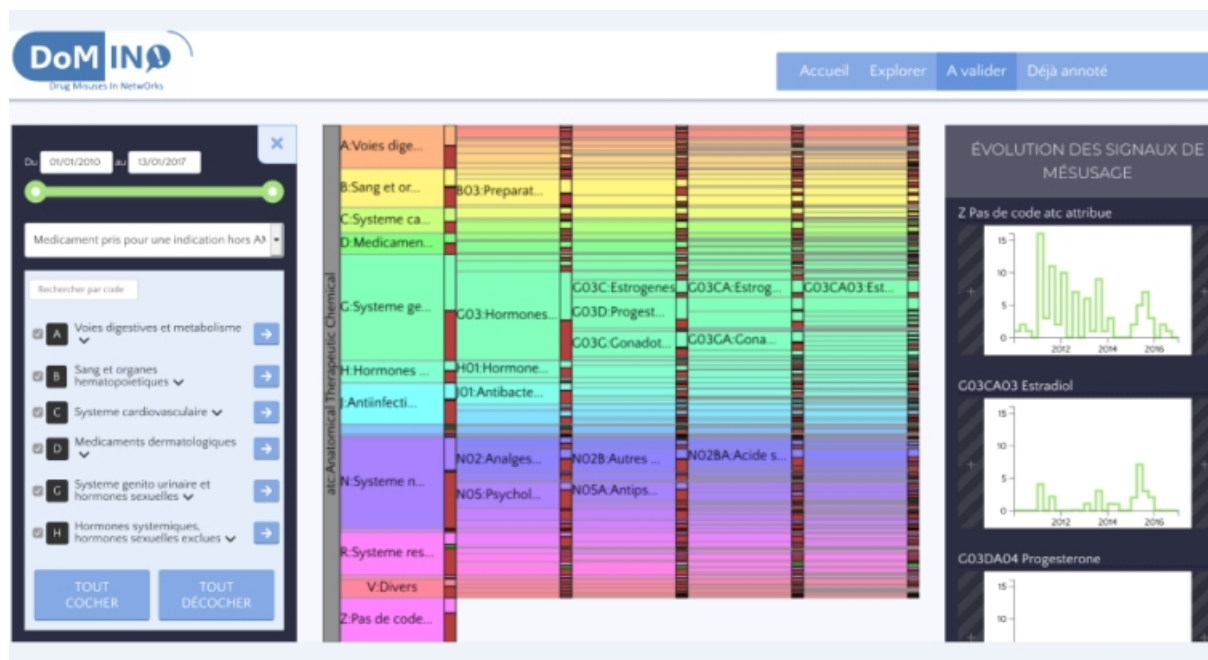 DoM INO
Drug Misuses In NetwOrks
Accueil Explorer A valider Déjà annoté
Du 01/01/2010 au 13/01/2017
Medicament pris pour une indication hors AM
Rechercher par code
A Voies digestives et metabolisme
B Sang et organes
hematopoietiques
C Systeme cardiovasculaire
D Medicaments dermatologiques
G Systeme genito urinaire et
hormones sexuelles
H Hormones systemiques,
hormones sexuelles exclues
TOUT
COCHER
TOUT
DÉCOCHER
atc:Anatomical Therapeutic Chemical
A:Voies dige...
B:Sang et or...
B03:Preparat...
C:Systeme ca...
D:Medicamen...
G:Systeme ge...
G03:Hormones...
G03C:Estrogenes
G03CA:Estrog...
G03CA03:Est...
G03D:Progest...
G03G:Gonadot...
G03GA:Gona...
H:Hormones ...
H01:Hormone...
J:Antiinfecti...
J01:Antibacte...
N:Systeme n...
N02:Analges...
N02B:Autres ...
N02BA:Acide s...
N05:Psychol...
N05A:Antips...
R:Systeme res...
V:Divers
Z:Pas de code...
ÉVOLUTION DES SIGNAUX DE
MÉSUSAGE
Z Pas de code atc attribue
15
10
5
0
2012 2014 2016
G03CA03 Estradiol
15
10
5
0
2012 2014 2016
G03DA04 Progesterone
15
10